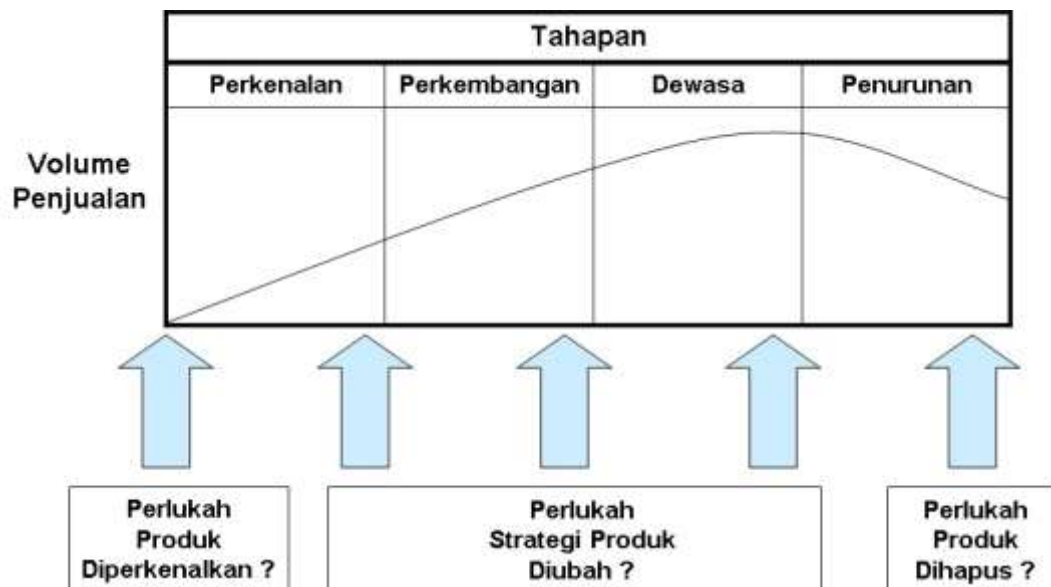 Tahapan
Perkenalan
Perkembangan
Dewasa
Penurunan
Volume
Penjualan
Perlukah
Produk
Diperkenalkan ?
Perlukah
Strategi Produk
Diubah ?
Perlukah
Produk
Dihapus ?